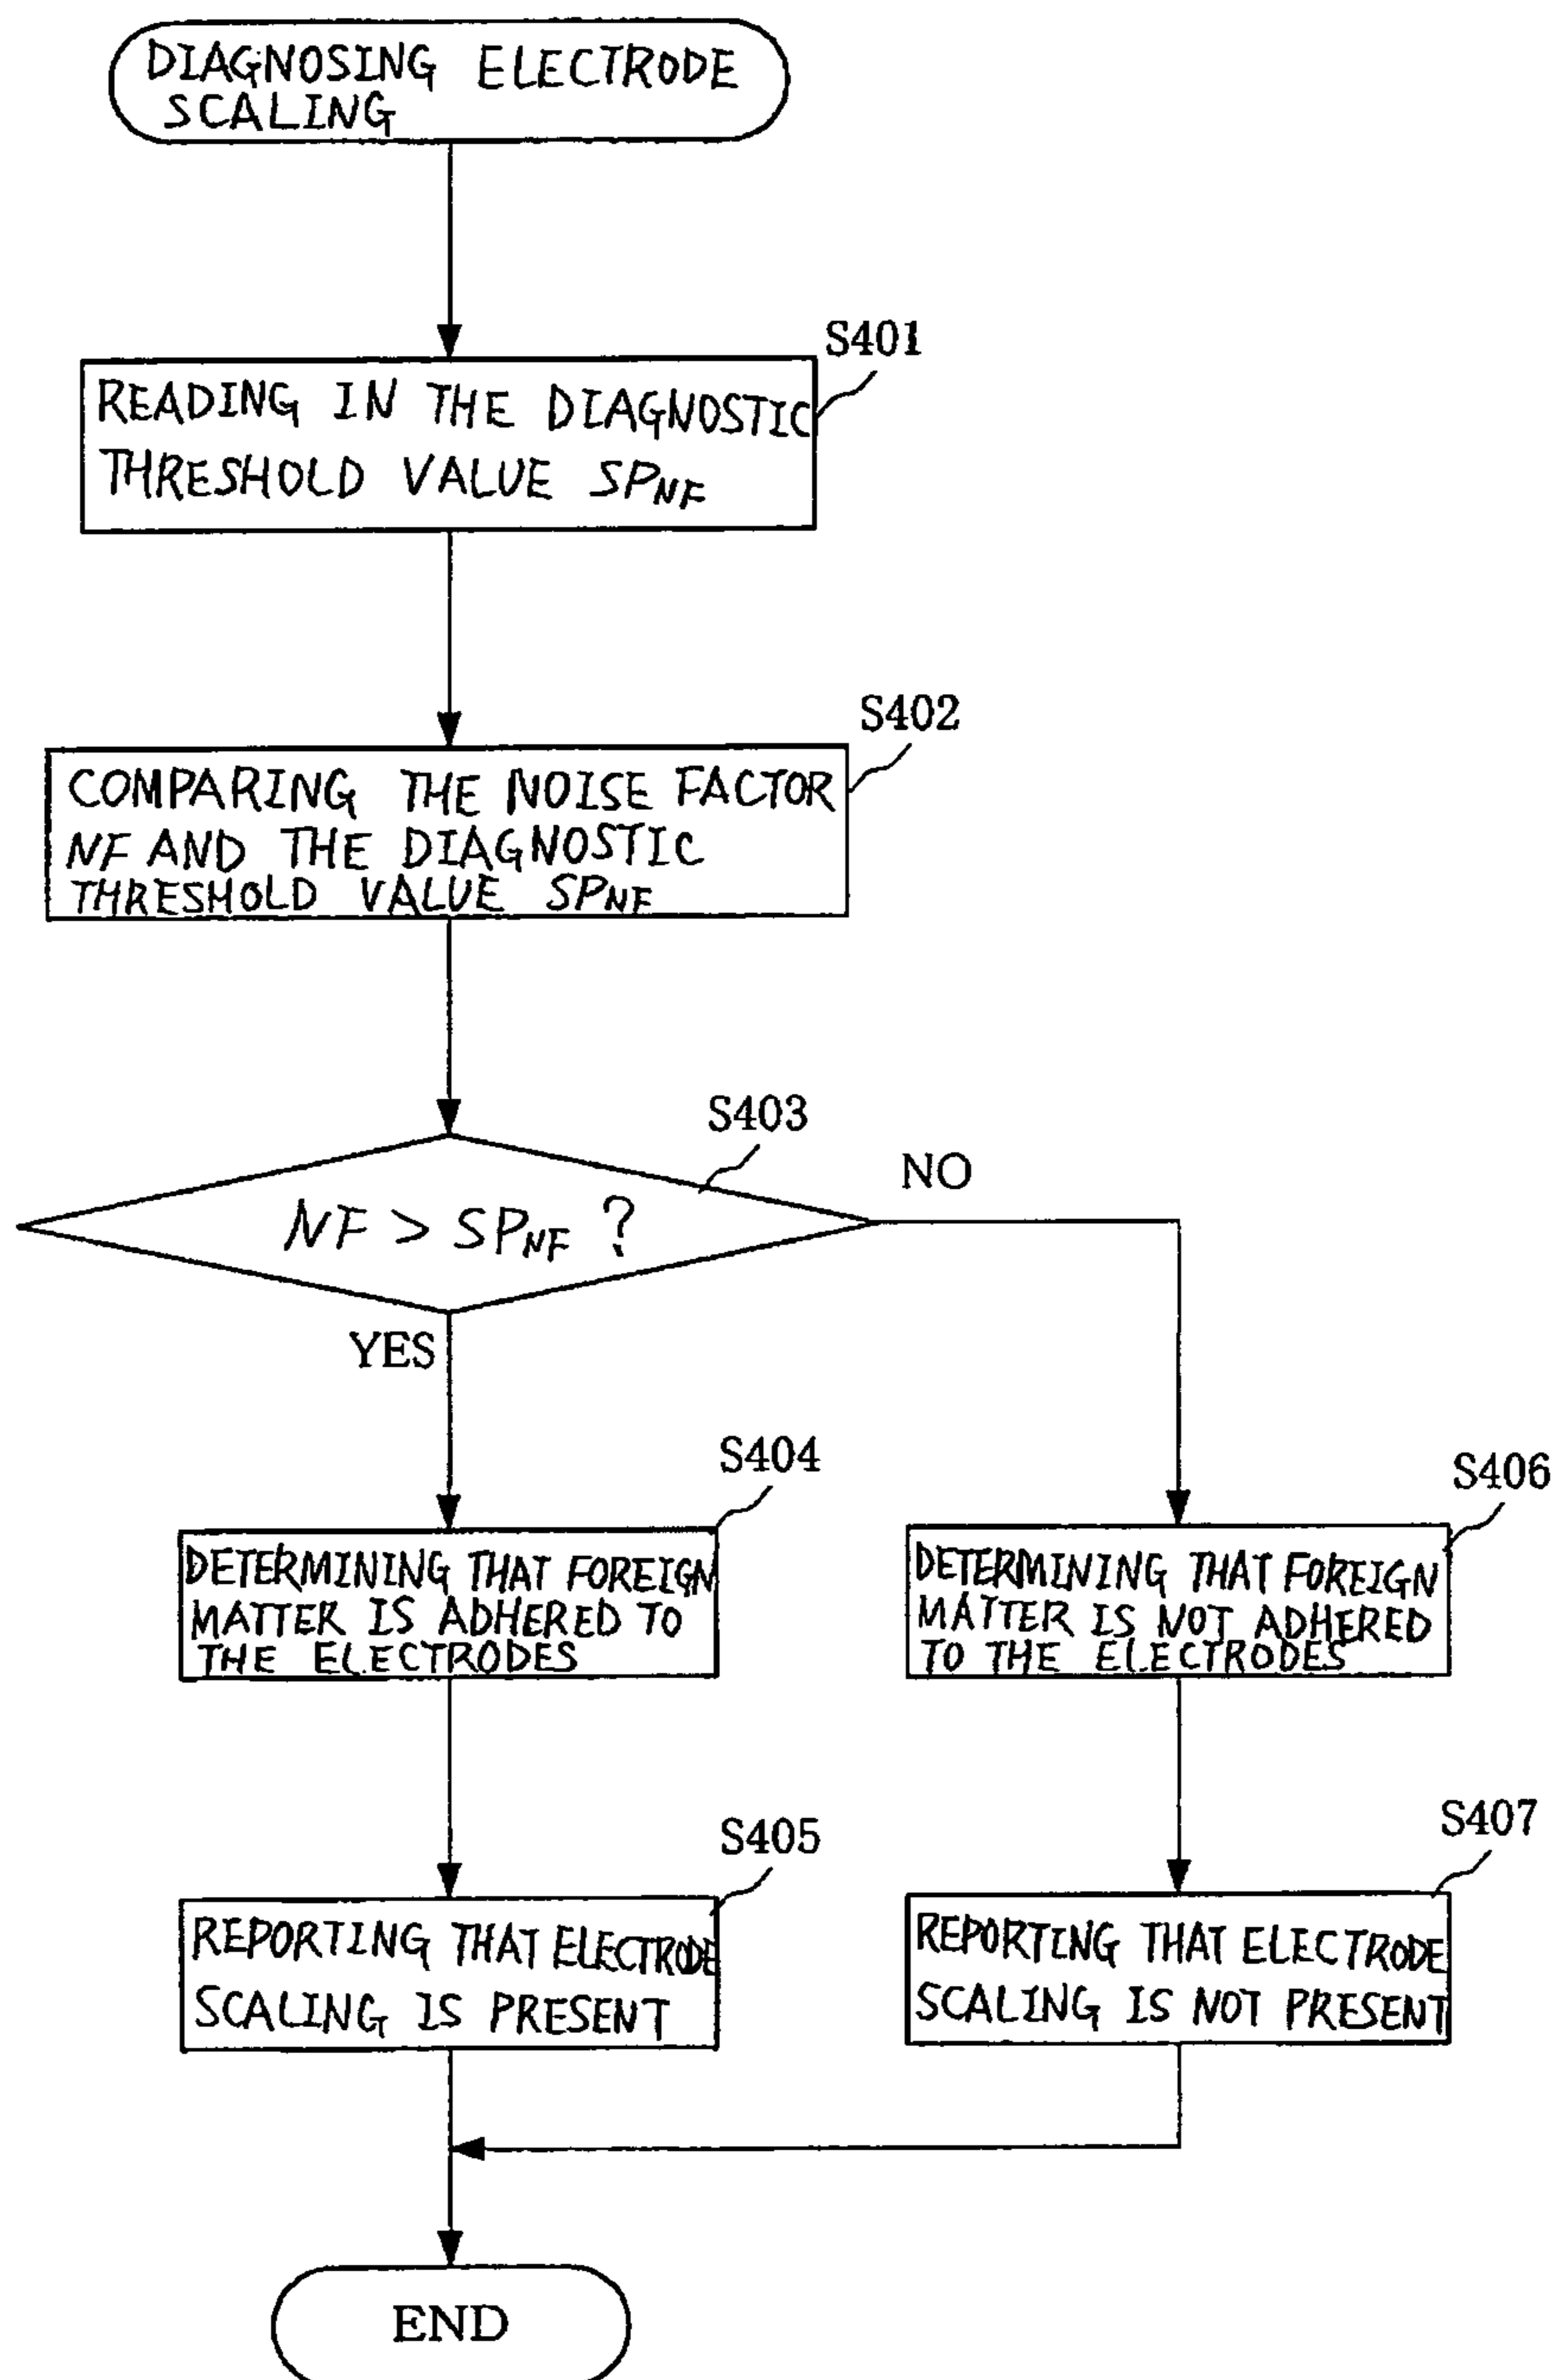 DIAGNOSING ELECTRODE
SCALING
S401
READING IN THE DIAGNOSTIC
THRESHOLD VALUE SPNF
S402
COMPARING THE NOISE FACTOR
NF AND THE DIAGNOSTIC
THRESHOLD VALUE SPNF
S403
NO
NF > SPNF ?
YES
S404
DETERMINING THAT FOREIGN
MATTER IS ADHERED TO
THE ELECTRODES
S406
DETERMINING THAT FOREIGN
MATTER IS NOT ADHERED
TO THE ELECTRODES
S405
REPORTING THAT ELECTRODE
SCALING IS PRESENT
S407
REPORTING THAT ELECTRODE
SCALING IS NOT PRESENT
END